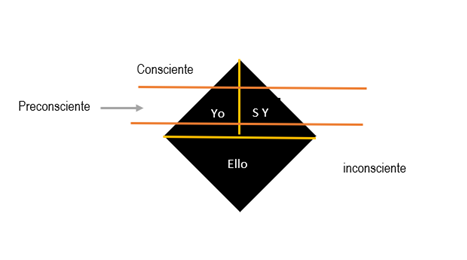 Consciente
Preconsciente
Yo
S Y
Ello
inconsciente